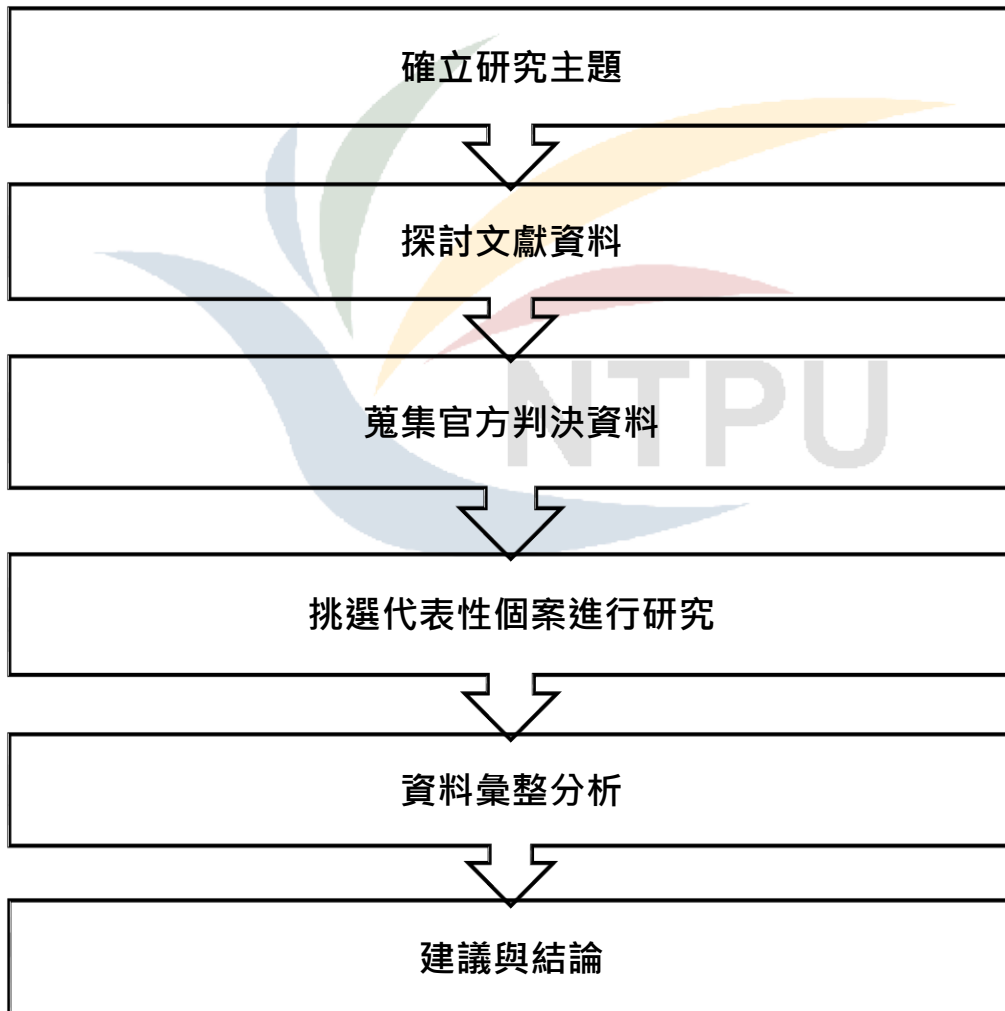 確立研究主題
探討文獻資料
NTPU
蒐集官方判決資料
挑選代表性個案進行研究
資料彙整分析
建議與結論